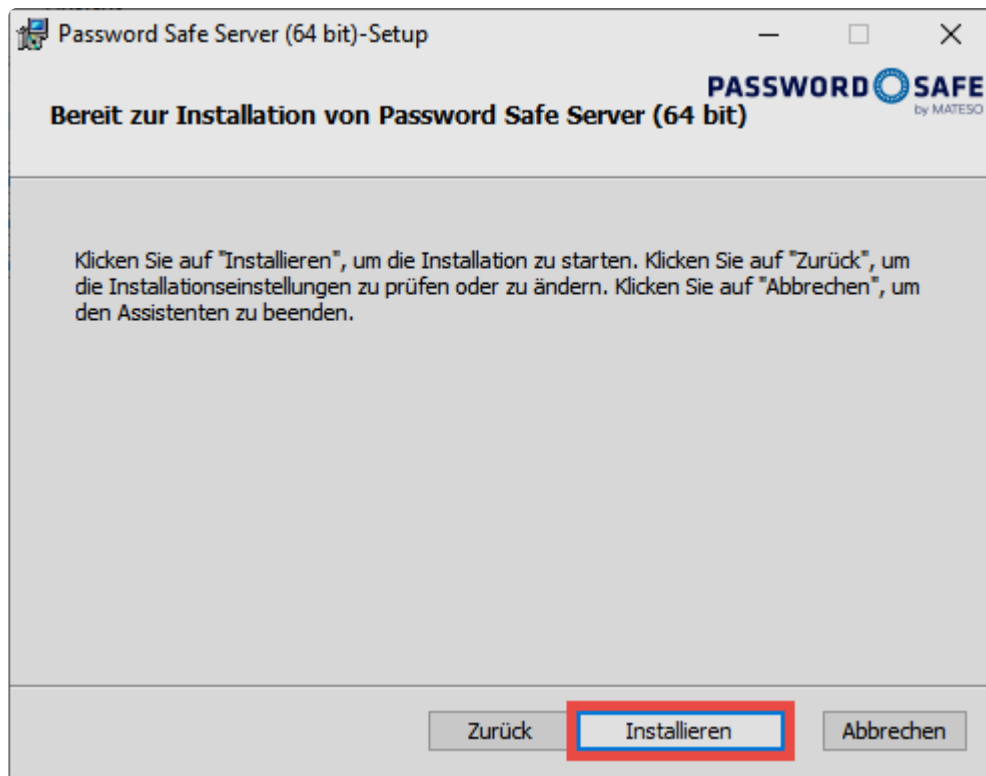 Password Safe Server (64 bit)-Setup
PASSWORD SAFE
by MATESO
Bereit zur Installation von Password Safe Server (64 bit)
Klicken Sie auf "Installieren", um die Installation zu starten. Klicken Sie auf "Zurück", um
die Installationseinstellungen zu prüfen oder zu ändern. Klicken Sie auf "Abbrechen", um
den Assistenten zu beenden.
Zurück
Installieren
Abbrechen